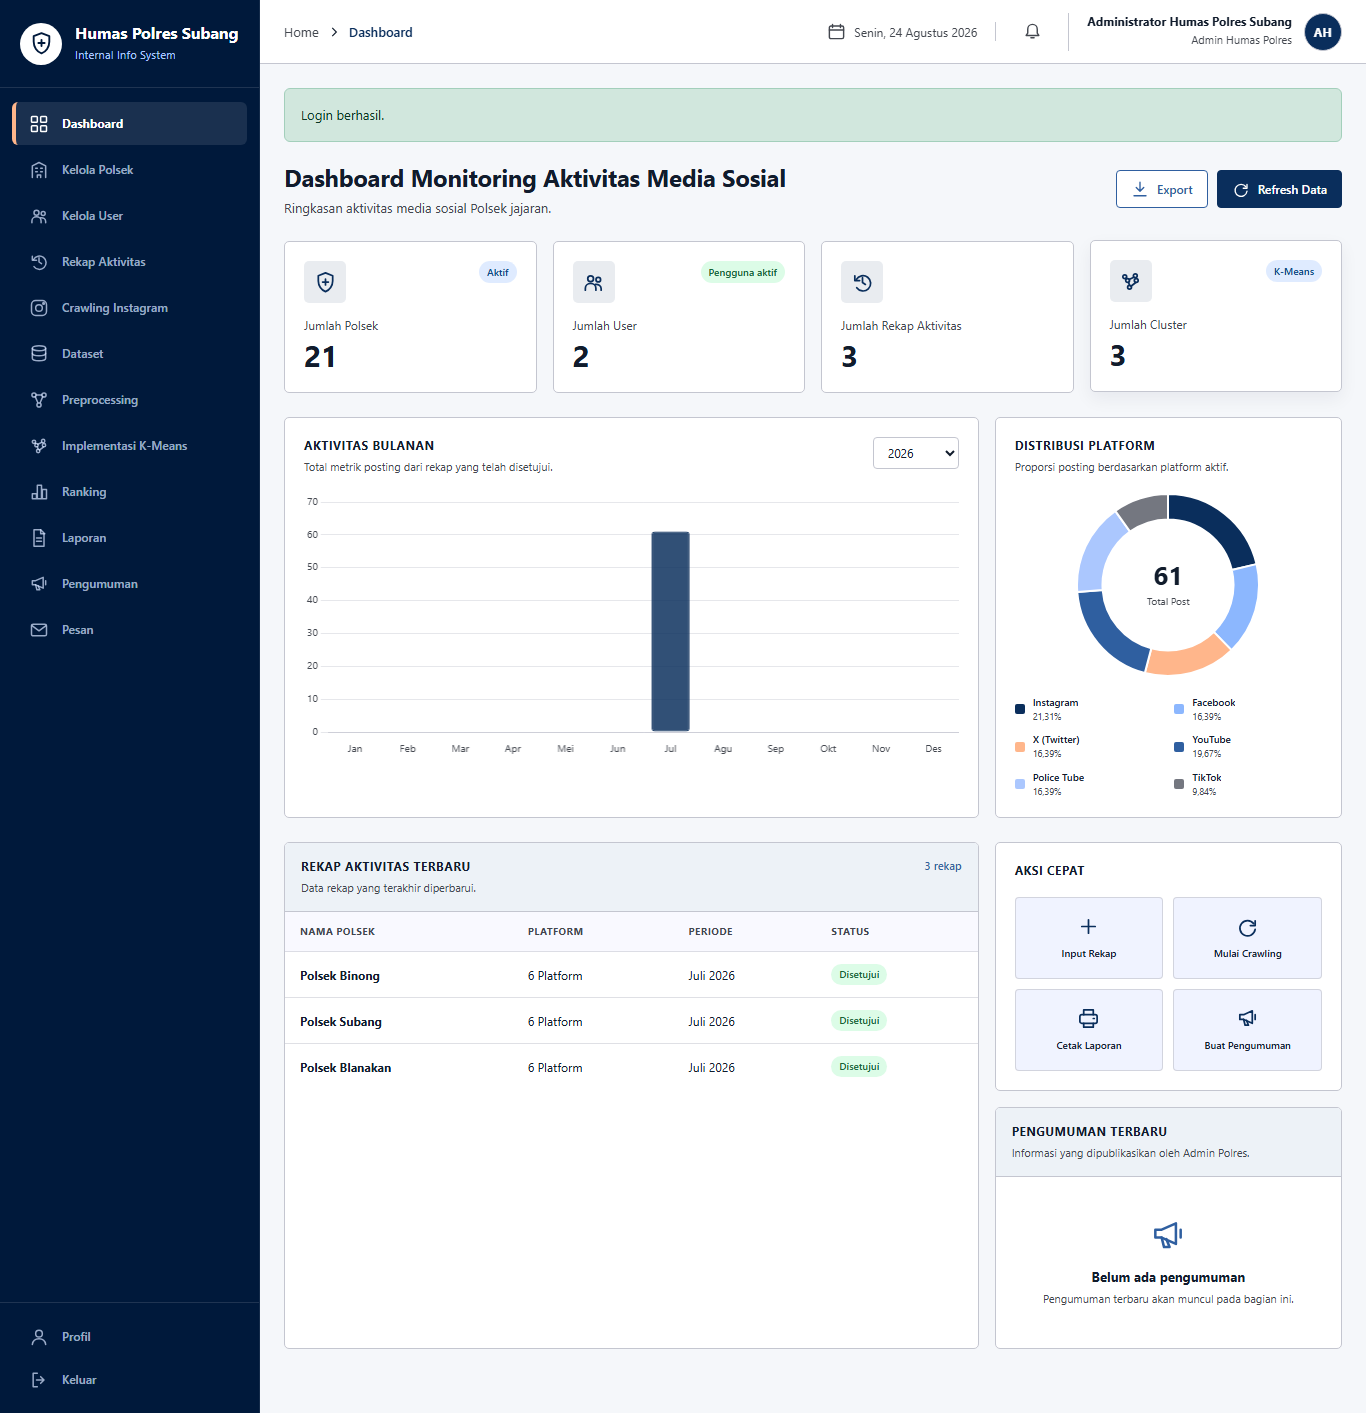 Humas Polres Subang
Internal Info System
Dashboard
Kelola Polsek
Kelola User
Rekap Aktivitas
Crawling Instagram
Dataset
Preprocessing
Implementasi K-Means
Ranking
Laporan
Pengumuman
Pesan
Profil
Keluar
Home
Dashboard
Senin, 24 Agustus 2026
Administrator Humas Polres Subang
Admin Humas Polres
AH
Login berhasil.
Dashboard Monitoring Aktivitas Media Sosial
Ringkasan aktivitas media sosial Polsek jajaran.
Export
Refresh Data
Aktif
Jumlah Polsek
21
Pengguna aktif
Jumlah User
2
Jumlah Rekap Aktivitas
3
K-Means
Jumlah Cluster
3
AKTIVITAS BULANAN
Total metrik posting dari rekap yang telah disetujui.
2026
70
60
50
40
30
20
10
0
Jan Feb Mar Apr Mei Jun Jul Agu Sep Okt Nov Des
DISTRIBUSI PLATFORM
Proporsi posting berdasarkan platform aktif.
61
Total Post
Instagram
21,31%
Facebook
16,39%
X (Twitter)
16,39%
YouTube
19,67%
Police Tube
16,39%
TikTok
9,84%
REKAP AKTIVITAS TERBARU
3 rekap
Data rekap yang terakhir diperbarui.
NAMA POLSEK PLATFORM PERIODE STATUS
Polsek Binong 6 Platform Juli 2026 Disetujui
Polsek Subang 6 Platform Juli 2026 Disetujui
Polsek Blanakan 6 Platform Juli 2026 Disetujui
AKSI CEPAT
Input Rekap
Mulai Crawling
Cetak Laporan
Buat Pengumuman
PENGUMUMAN TERBARU
Informasi yang dipublikasikan oleh Admin Polres.
Belum ada pengumuman
Pengumuman terbaru akan muncul pada bagian ini.